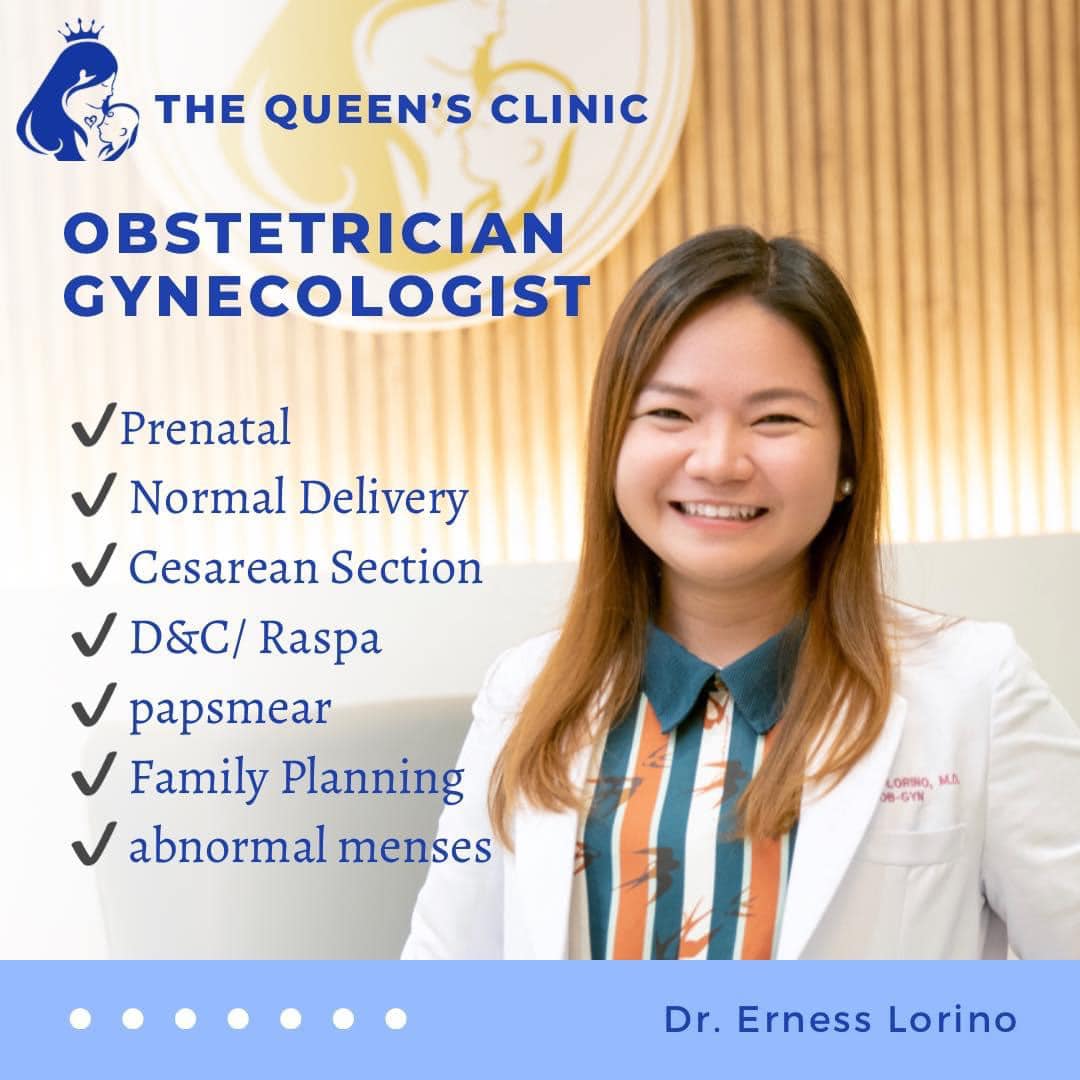 THE QUEEN'S CLINIC
OBSTETRICIAN
GYNECOLOGIST
✔Prenatal
✔ Normal Delivery
✔ Cesarean Section
✔ D&C/ Raspa
✔ papsmear
✔ Family Planning
✔ abnormal menses
LORINO, M.D.
OB-GYN
Dr. Erness Lorino